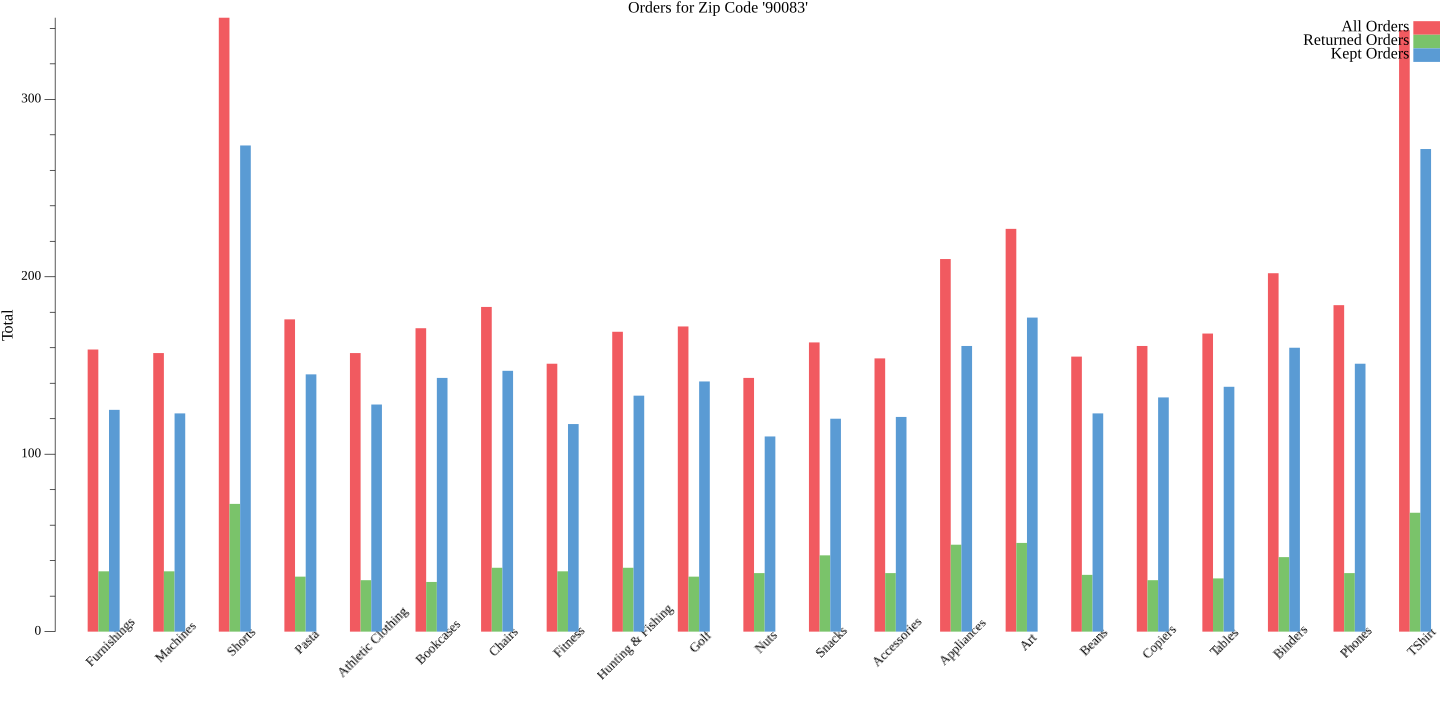 Orders for Zip Code '90083'
All Orders
Returned Orders
Kept Orders
300
200
100
0
Total
Furnishings
Machines
Shorts
Pasta
Athletic Clothing
Bookcases
Chairs
Fitness
Hunting & Fishing
Golf
Nuts
Snacks
Accessories
Appliances
Art
Beans
Copiers
Tables
Binders
Phones
TShirt